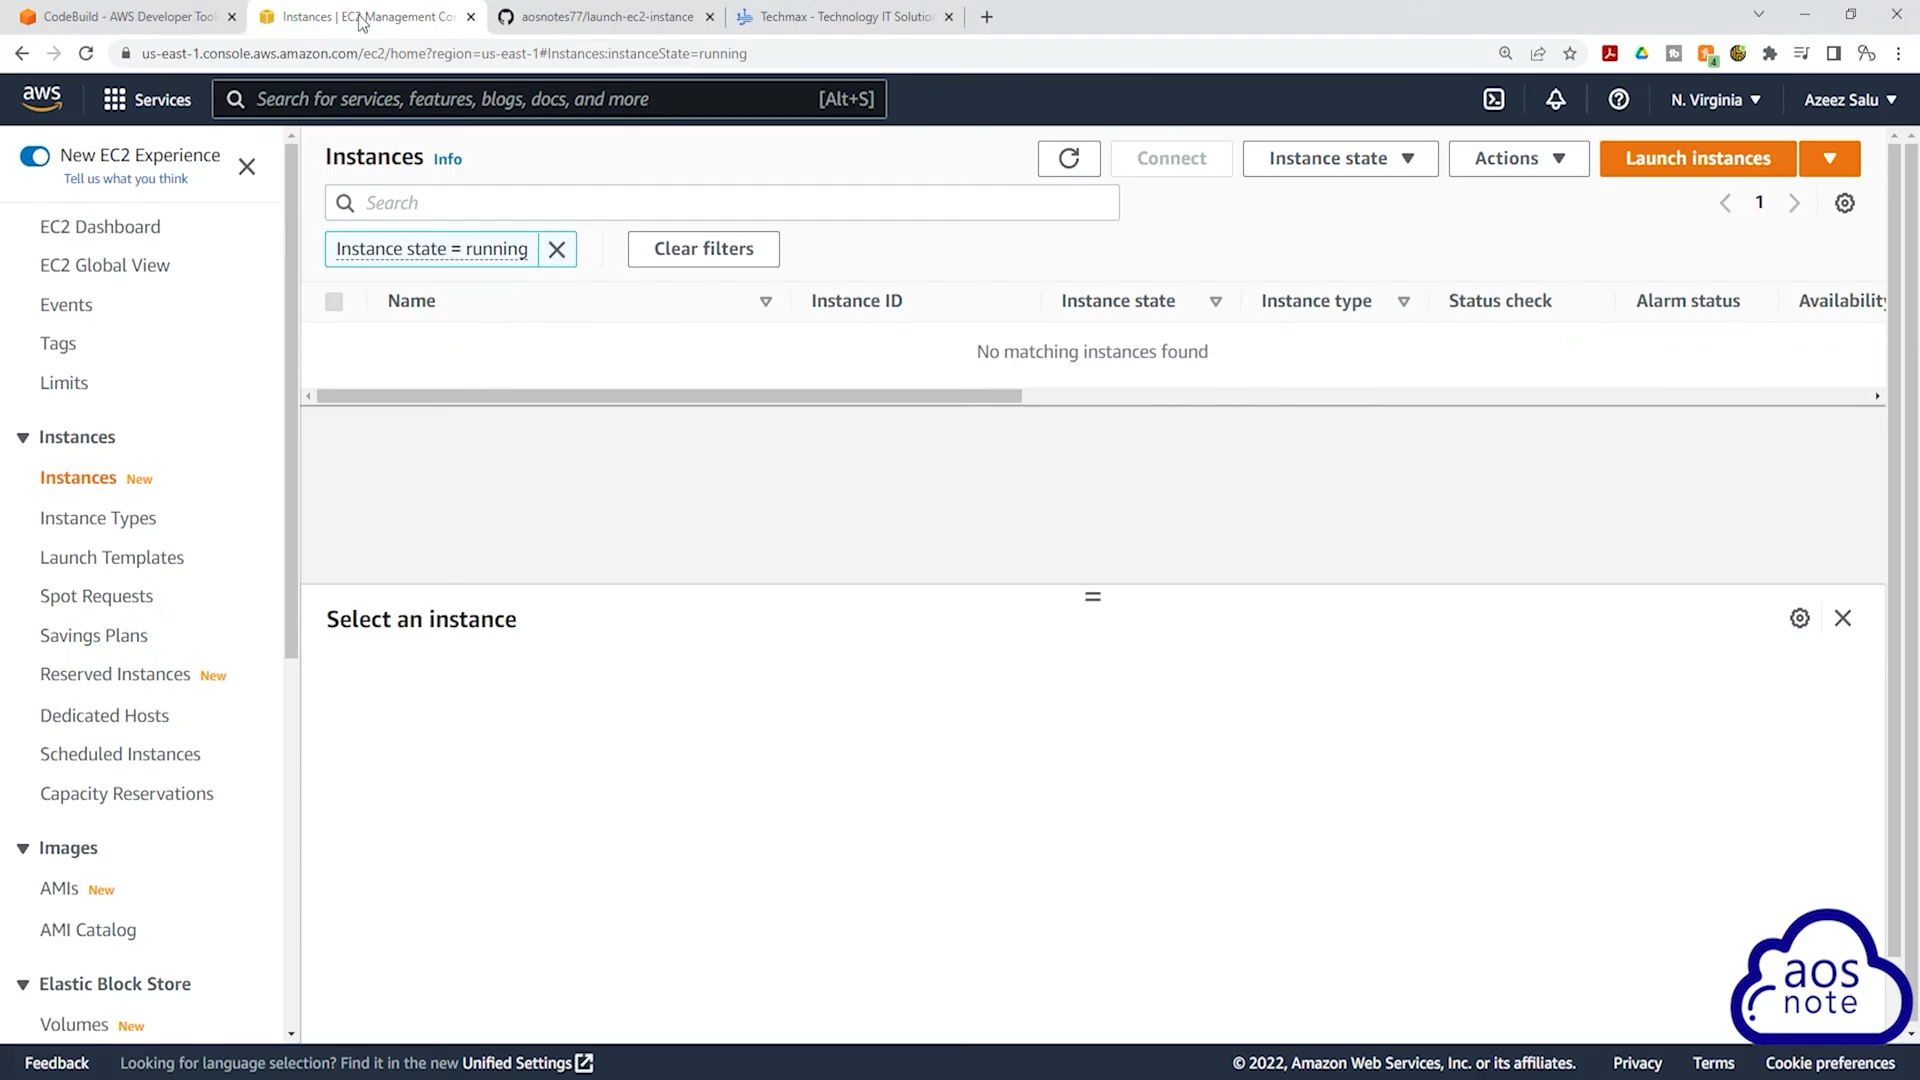 CodeBuild - AWS Developer Tool
Instances | EC2 Management Con
aosnotes77/launch-ec2-instance
Techmax - Technology IT Solution
us-east-1.console.aws.amazon.com/ec2/home?region=us-east-1#Instances:instanceState=running
4
aws
Services
Search for services, features, blogs, docs, and more
[Alt+S]
N. Virginia
Azeez Salu
New EC2 Experience
Tell us what you think
EC2 Dashboard
EC2 Global View
Events
Tags
Limits
Instances
Instances New
Instance Types
Launch Templates
Spot Requests
Savings Plans
Reserved Instances New
Dedicated Hosts
Scheduled Instances
Capacity Reservations
Images
AMIs New
AMI Catalog
Elastic Block Store
Volumes New
Instances Info
Connect
Instance state
Actions
Launch instances
Search
1
Instance state = running
Clear filters
Name
Instance ID
Instance state
Instance type
Status check
Alarm status
Availability
No matching instances found
Select an instance
aos
note
Feedback
Looking for language selection? Find it in the new Unified Settings
© 2022, Amazon Web Services, Inc. or its affiliates.
Privacy
Terms
Cookie preferences